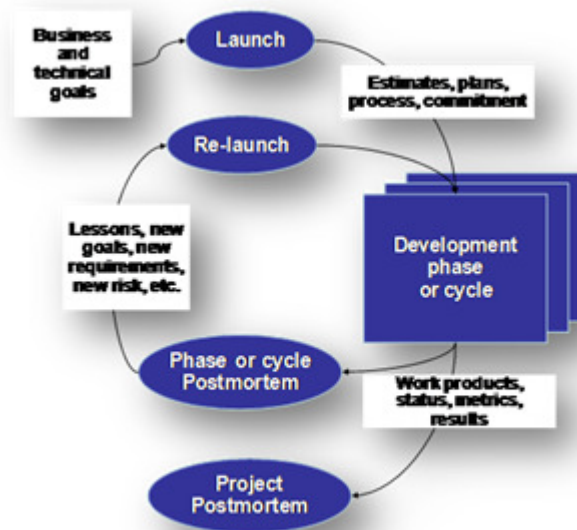 Business
and
technical
goals
Launch
Estimates, plans,
process, commitment
Re-launch
Lessons, new
goals, new
requirements,
new risk, etc.
Development
phase
or cycle
Phase or cycle
Postmortem
Work products,
status, metrics,
results
Project
Postmortem